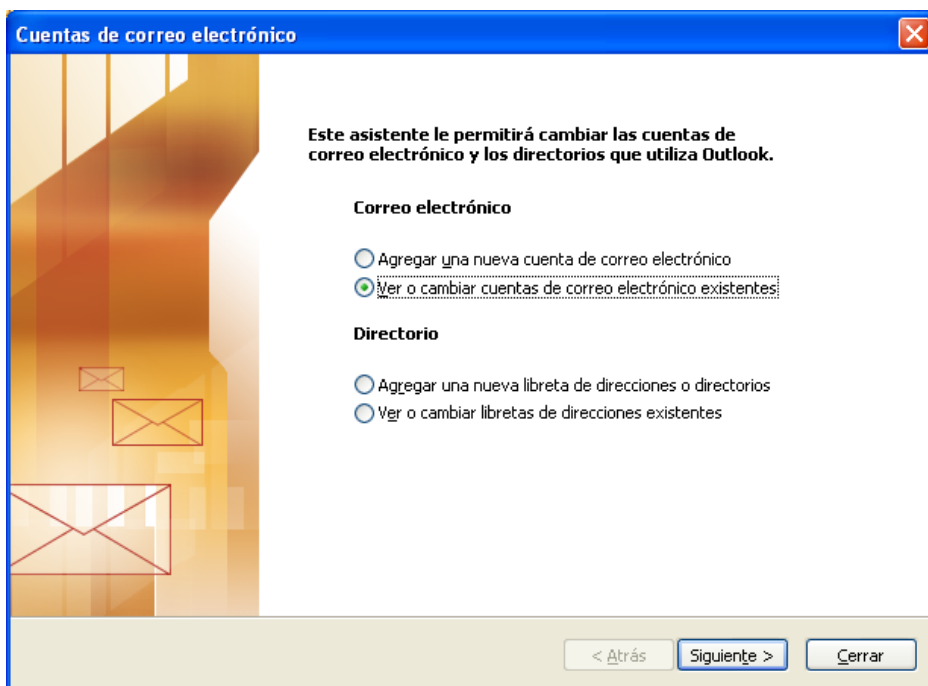 Cuentas de correo electrónico
Este asistente le permitirá cambiar las cuentas de
correo electrónico y los directorios que utiliza Outlook.
Correo electrónico
Agregar una nueva cuenta de correo electrónico
Ver o cambiar cuentas de correo electrónico existentes
Directorio
Agregar una nueva libreta de direcciones o directorios
Ver o cambiar libretas de direcciones existentes
< Atrás
Siguiente >
Cerrar